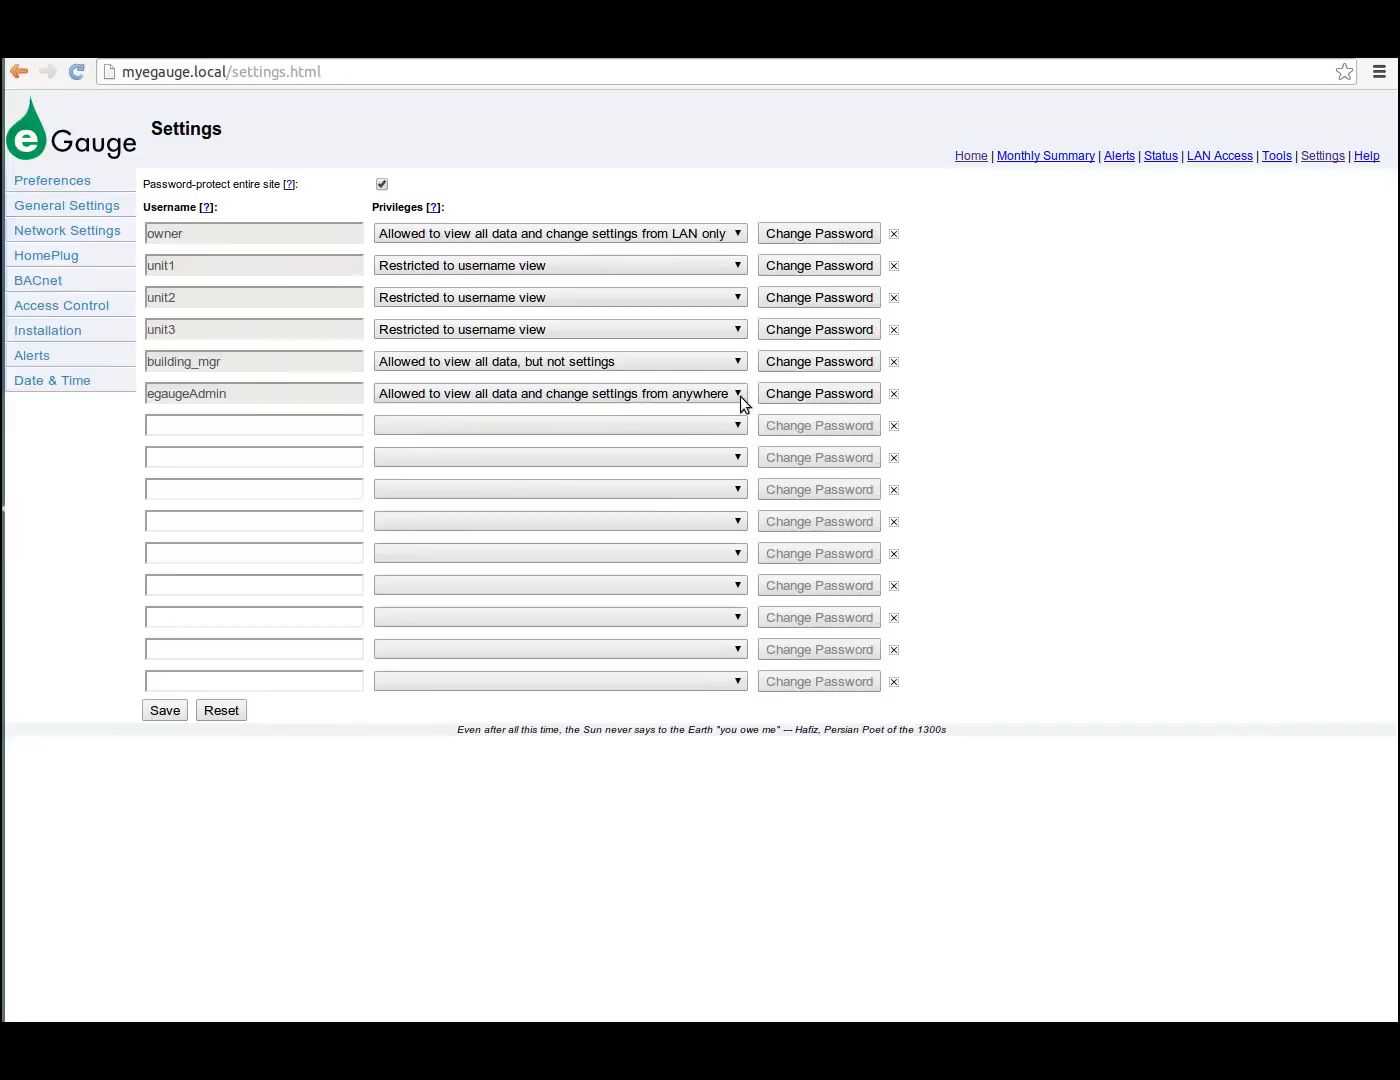 myegauge.local/settings.html
e Gauge
Settings
Home | Monthly Summary | Alerts | Status | LAN Access | Tools | Settings | Help
Preferences
General Settings
Network Settings
HomePlug
BACnet
Access Control
Installation
Alerts
Date & Time
Password-protect entire site [?]:
Username [?]: Privileges [?]:
owner Allowed to view all data and change settings from LAN only Change Password
unit1 Restricted to username view Change Password
unit2 Restricted to username view Change Password
unit3 Restricted to username view Change Password
building_mgr Allowed to view all data, but not settings Change Password
egaugeAdmin Allowed to view all data and change settings from anywhere Change Password
Change Password
Change Password
Change Password
Change Password
Change Password
Change Password
Change Password
Change Password
Change Password
Save Reset
Even after all this time, the Sun never says to the Earth "you owe me" --- Hafiz, Persian Poet of the 1300s